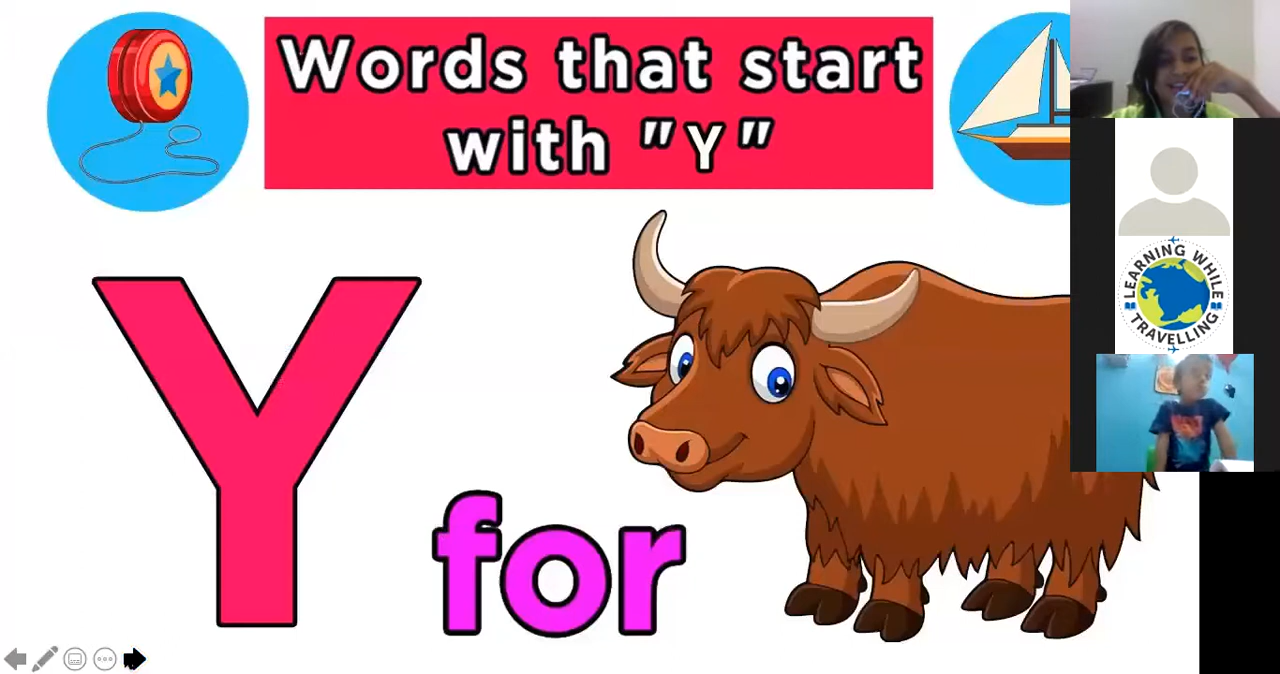 Words that start
with "Y"
Y for
LEARNING WHILE
TRAVELLING